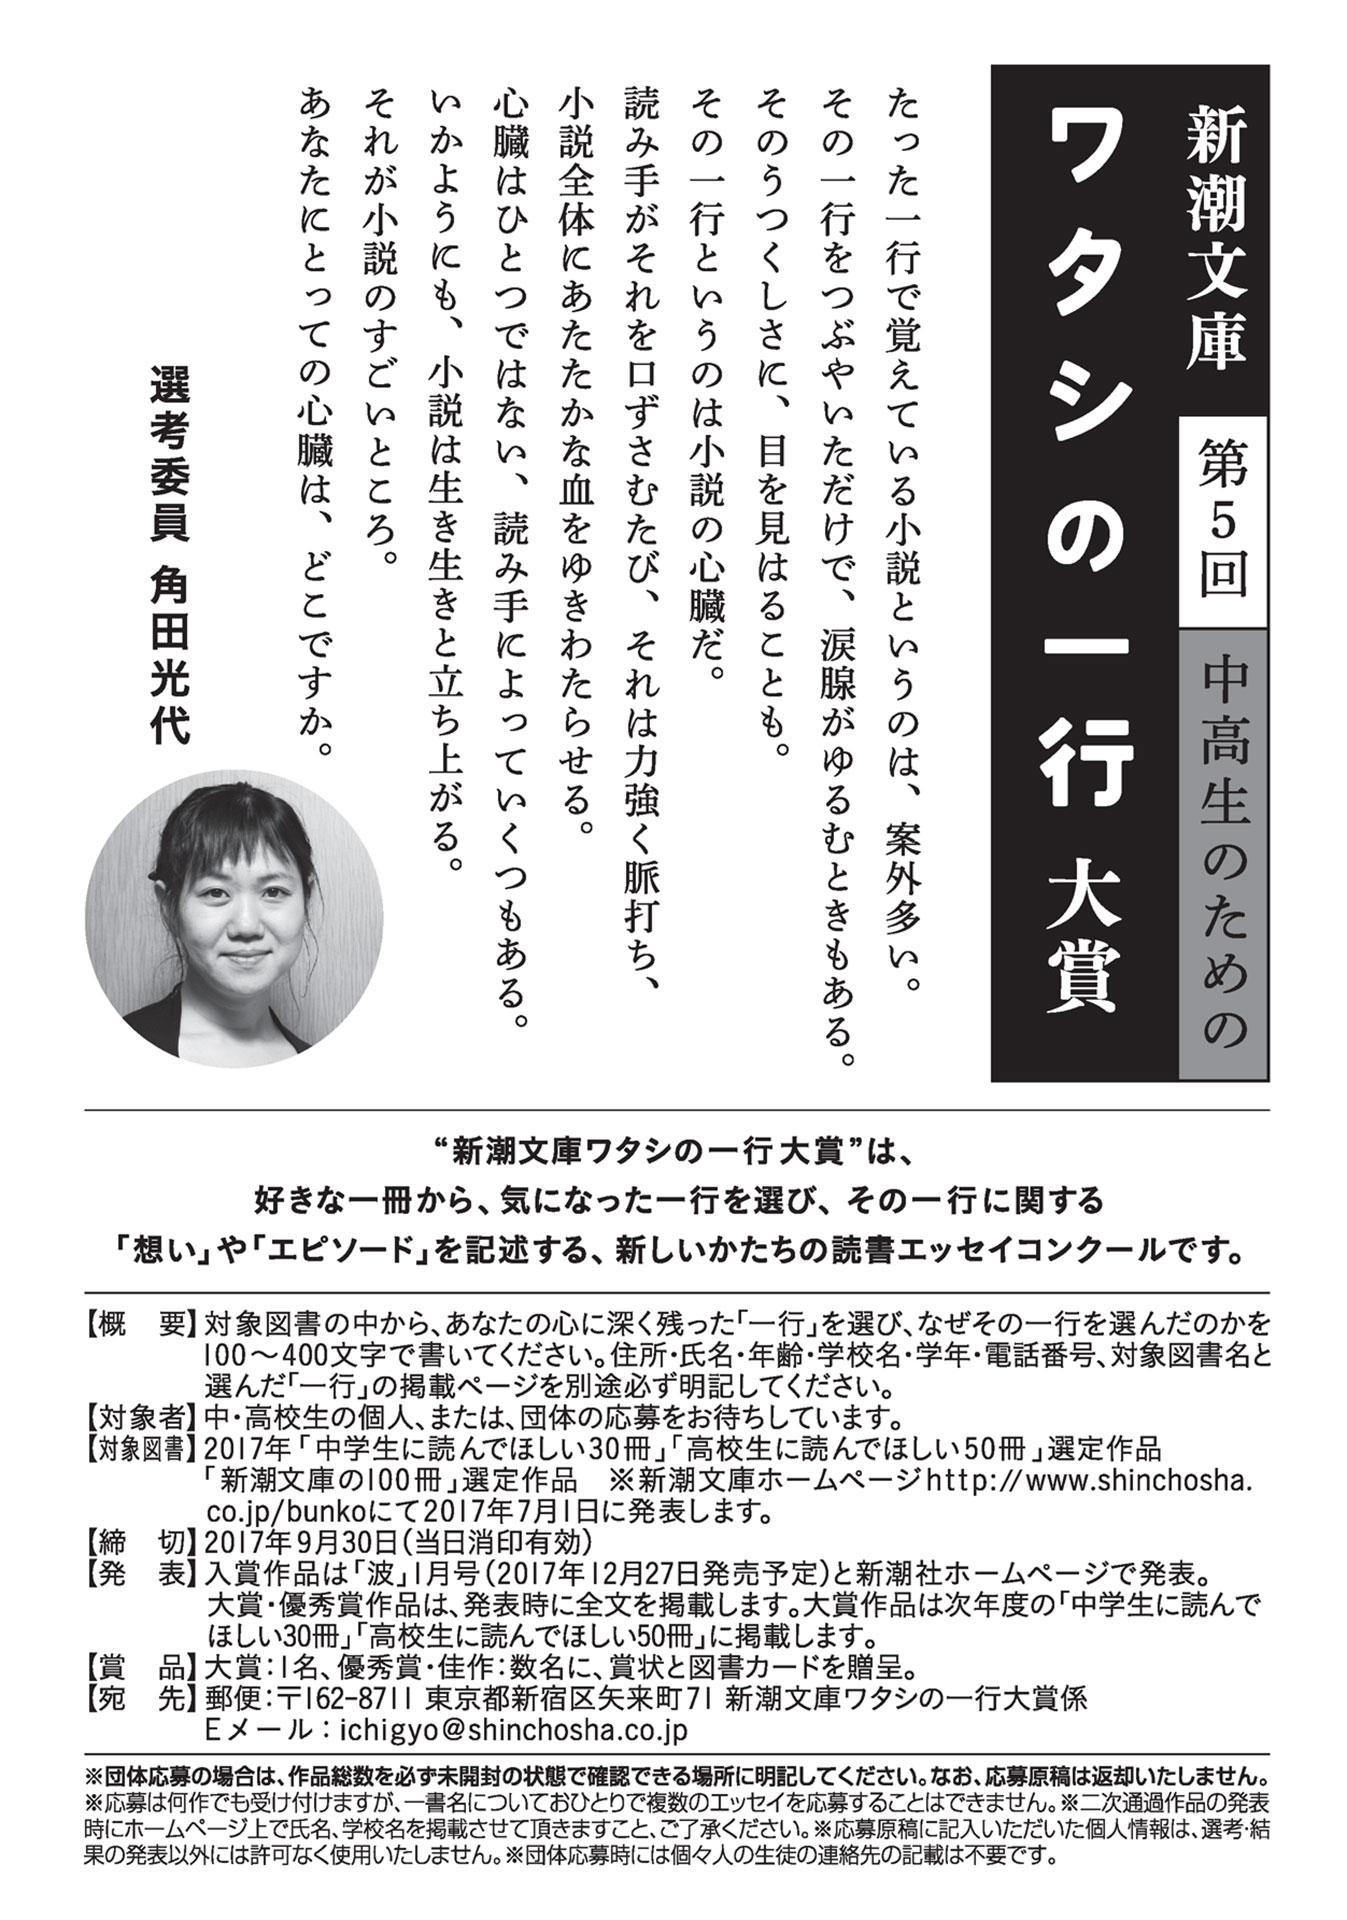 新潮文庫 第5回 中高生のための
ワタシの一行大賞
たった一行で覚えている小説というのは、案外多い。
その一行をつぶやいただけで、涙腺がゆるむときもある。
そのうつくしさに、目を見はることも。
その一行というのは小説の心臓だ。
読み手がそれを口ずさむたび、それは力強く脈打ち、
小説全体にあたたかな血をゆきわたらせる。
心臓はひとつではない、読み手によっていくつもある。
いかようにも、小説は生き生きと立ち上がる。
それが小説のすごいところ。
あなたにとっての心臓は、どこですか。
選考委員 角田光代
“新潮文庫ワタシの一行大賞”は、
好きな一冊から、気になった一行を選び、その一行に関する
「想い」や「エピソード」を記述する、新しいかたちの読書エッセイコンクールです。
【概　要】対象図書の中から、あなたの心に深く残った「一行」を選び、なぜその一行を選んだのかを
100〜400文字で書いてください。住所・氏名・年齢・学校名・学年・電話番号、対象図書名と
選んだ「一行」の掲載ページを別途必ず明記してください。
【対象者】中・高校生の個人、または、団体の応募をお待ちしています。
【対象図書】2017年「中学生に読んでほしい30冊」「高校生に読んでほしい50冊」選定作品
「新潮文庫の100冊」選定作品　※新潮文庫ホームページhttp://www.shinchosha.
co.jp/bunkoにて2017年7月1日に発表します。
【締　切】2017年9月30日（当日消印有効）
【発　表】入賞作品は「波」1月号（2017年12月27日発売予定）と新潮社ホームページで発表。
大賞・優秀賞作品は、発表時に全文を掲載します。大賞作品は次年度の「中学生に読んで
ほしい30冊」「高校生に読んでほしい50冊」に掲載します。
【賞　品】大賞：1名、優秀賞・佳作：数名に、賞状と図書カードを贈呈。
【宛　先】郵便：〒162-8711 東京都新宿区矢来町71 新潮文庫ワタシの一行大賞係
Eメール：ichigyo@shinchosha.co.jp
※団体応募の場合は、作品総数を必ず未開封の状態で確認できる場所に明記してください。なお、応募原稿は返却いたしません。
※応募は何作でも受け付けますが、一書名についておひとりで複数のエッセイを応募することはできません。※二次通過作品の発表
時にホームページ上で氏名、学校名を掲載させて頂きますこと、ご了承ください。※応募原稿に記入いただいた個人情報は、選考・結
果の発表以外には許可なく使用いたしません。※団体応募時には個々人の生徒の連絡先の記載は不要です。